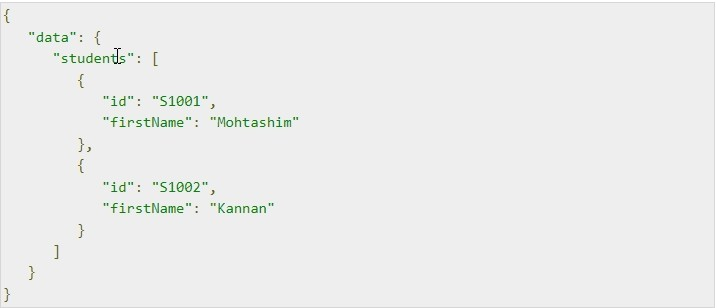 {
"data": {
"students": [
{
"id": "S1001",
"firstName": "Mohtashim"
},
{
"id": "S1002",
"firstName": "Kannan"
}
]
}
}